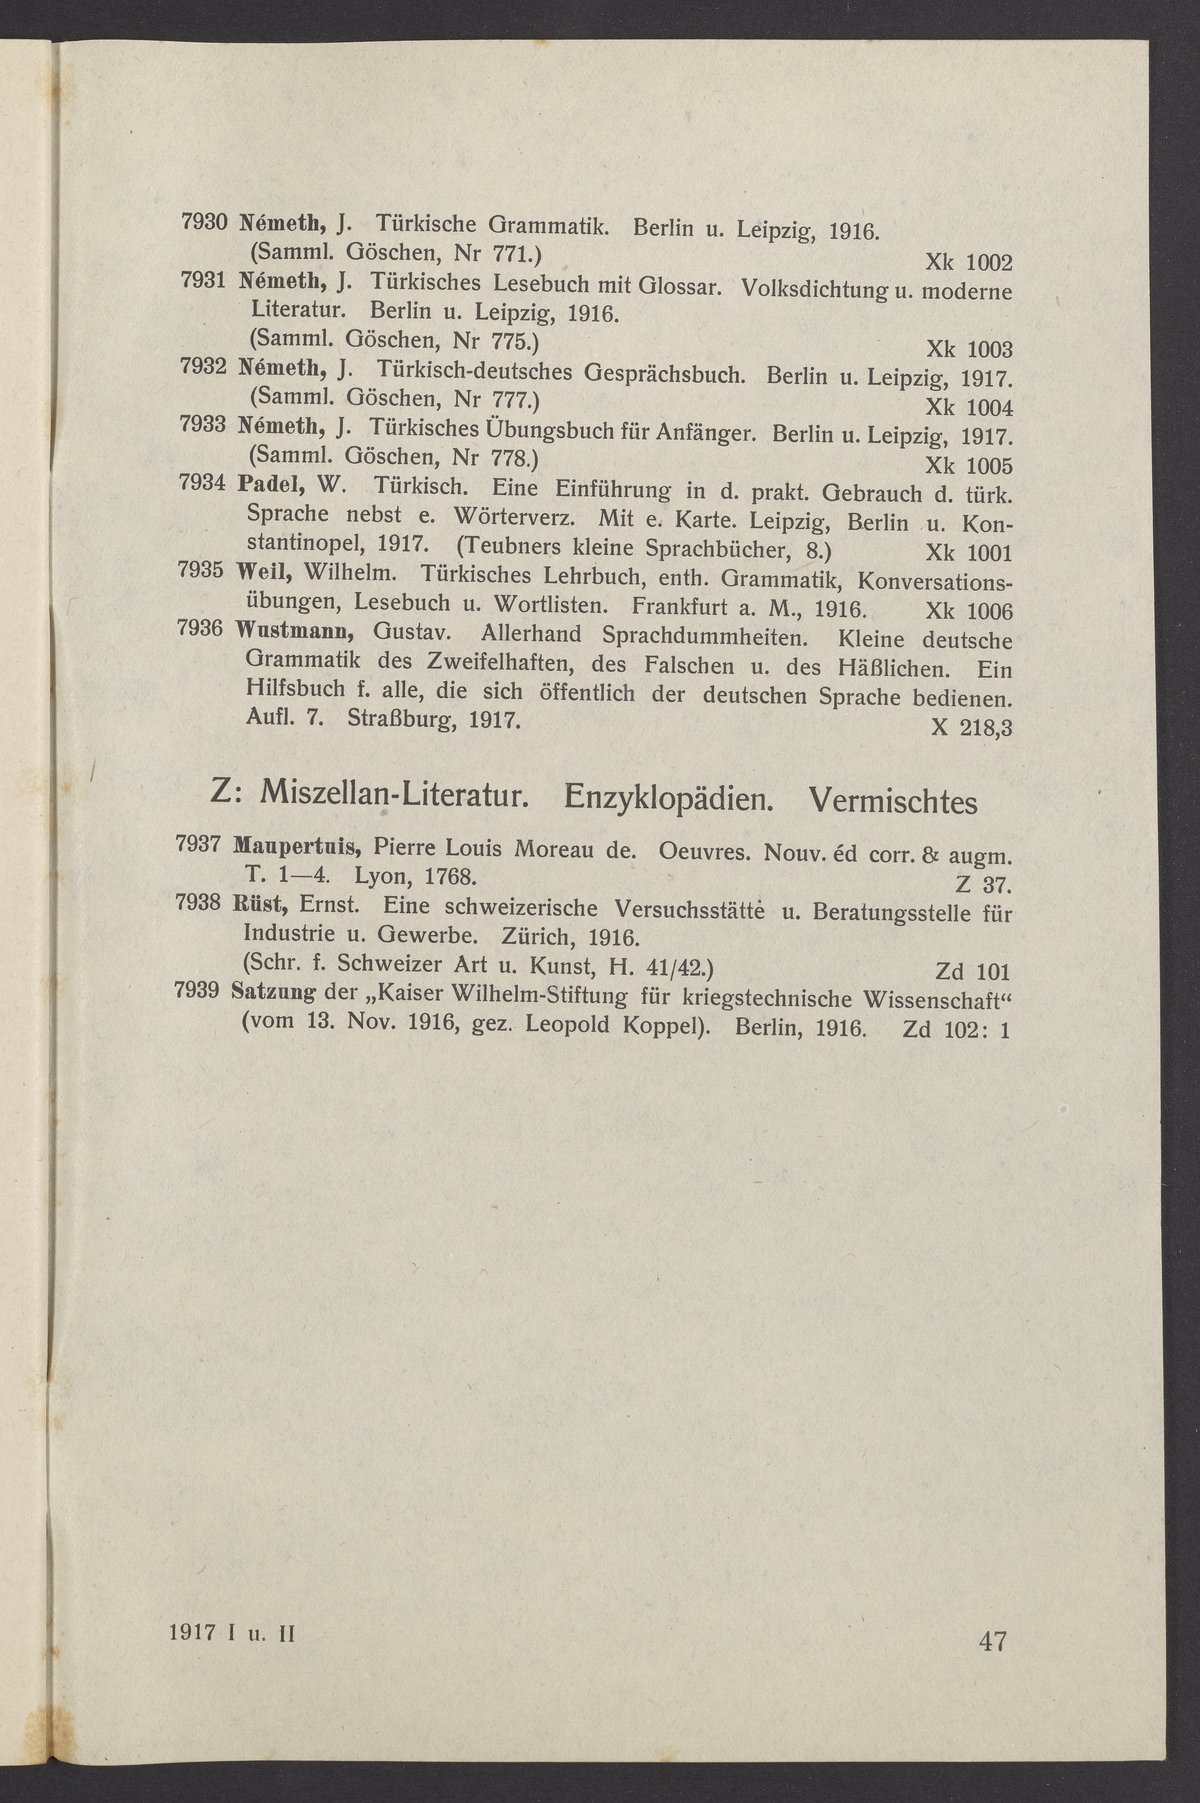 7930 Németh, J. Türkische Grammatik. Berlin u. Leipzig, 1916.
(Samml. Göschen, Nr 771.) Xk 1002
7931 Németh, J. Türkisches Lesebuch mit Glossar. Volksdichtung u. moderne
Literatur. Berlin u. Leipzig, 1916.
(Samml. Göschen, Nr 775.) Xk 1003
7932 Németh, J. Türkisch-deutsches Gesprächsbuch. Berlin u. Leipzig, 1917.
(Samml. Göschen, Nr 777.) Xk 1004
7933 Németh, J. Türkisches Übungsbuch für Anfänger. Berlin u. Leipzig, 1917.
(Samml. Göschen, Nr 778.) Xk 1005
7934 Padel, W. Türkisch. Eine Einführung in d. prakt. Gebrauch d. türk.
Sprache nebst e. Wörterverz. Mit e. Karte. Leipzig, Berlin u. Kon-
stantinopel, 1917. (Teubners kleine Sprachbücher, 8.) Xk 1001
7935 Weil, Wilhelm. Türkisches Lehrbuch, enth. Grammatik, Konversations-
übungen, Lesebuch u. Wortlisten. Frankfurt a. M., 1916. Xk 1006
7936 Wustmann, Gustav. Allerhand Sprachdummheiten. Kleine deutsche
Grammatik des Zweifelhaften, des Falschen u. des Häßlichen. Ein
Hilfsbuch f. alle, die sich öffentlich der deutschen Sprache bedienen.
Aufl. 7. Straßburg, 1917. X 218,3
Z: Miszellan-Literatur. Enzyklopädien. Vermischtes
7937 Maupertuis, Pierre Louis Moreau de. Oeuvres. Nouv. éd corr. & augm.
T. 1—4. Lyon, 1768. Z 37.
7938 Rüst, Ernst. Eine schweizerische Versuchsstätte u. Beratungsstelle für
Industrie u. Gewerbe. Zürich, 1916.
(Schr. f. Schweizer Art u. Kunst, H. 41/42.) Zd 101
7939 Satzung der „Kaiser Wilhelm-Stiftung für kriegstechnische Wissenschaft“
(vom 13. Nov. 1916, gez. Leopold Koppel). Berlin, 1916. Zd 102: 1
1917 I u. II 47